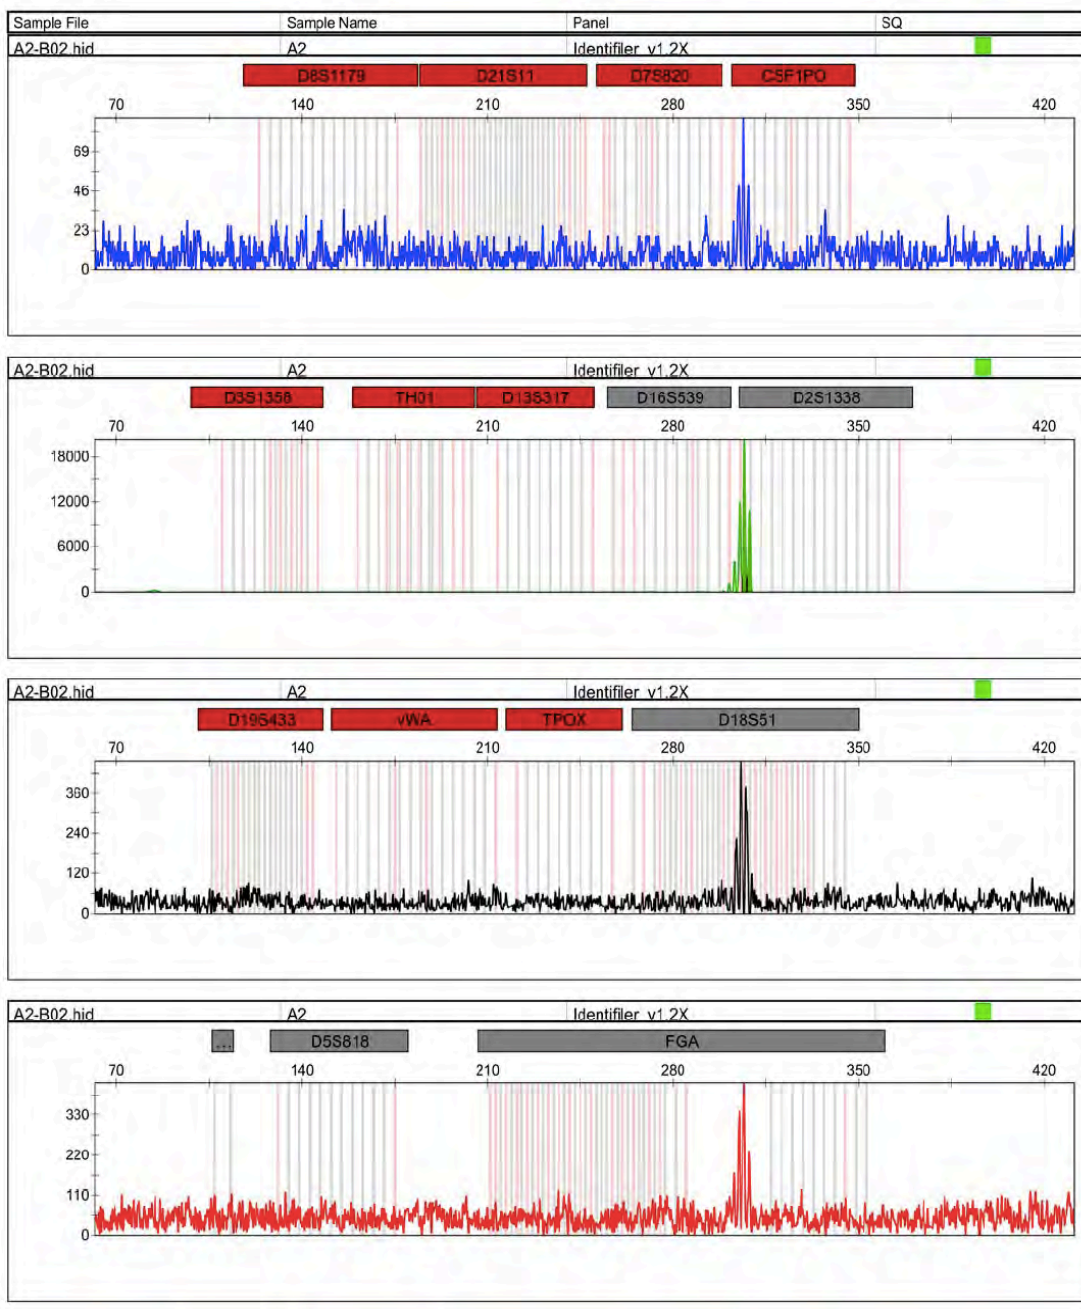 Sample File Sample Name Panel SQ
A2-B02.hid A2 Identifiler_v1.2X
D8S1179 D21S11 D7S820 CSF1PO
70 140 210 280 350 420
69
46
23
0
A2-B02.hid A2 Identifiler_v1.2X
D3S1358 TH01 D13S317 D16S539 D2S1338
70 140 210 280 350 420
18000
12000
6000
0
A2-B02.hid A2 Identifiler_v1.2X
D19S433 vWA TPOX D18S51
70 140 210 280 350 420
360
240
120
0
A2-B02.hid A2 Identifiler_v1.2X
... D5S818 FGA
70 140 210 280 350 420
330
220
110
0